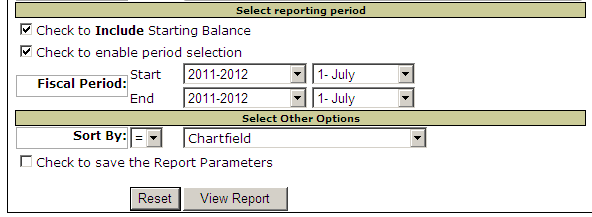 Select reporting period
Check to Include Starting Balance
Check to enable period selection
Fiscal Period: Start 2011-2012 1- July
End 2011-2012 1- July
Select Other Options
Sort By: = Chartfield
Check to save the Report Parameters
Reset View Report